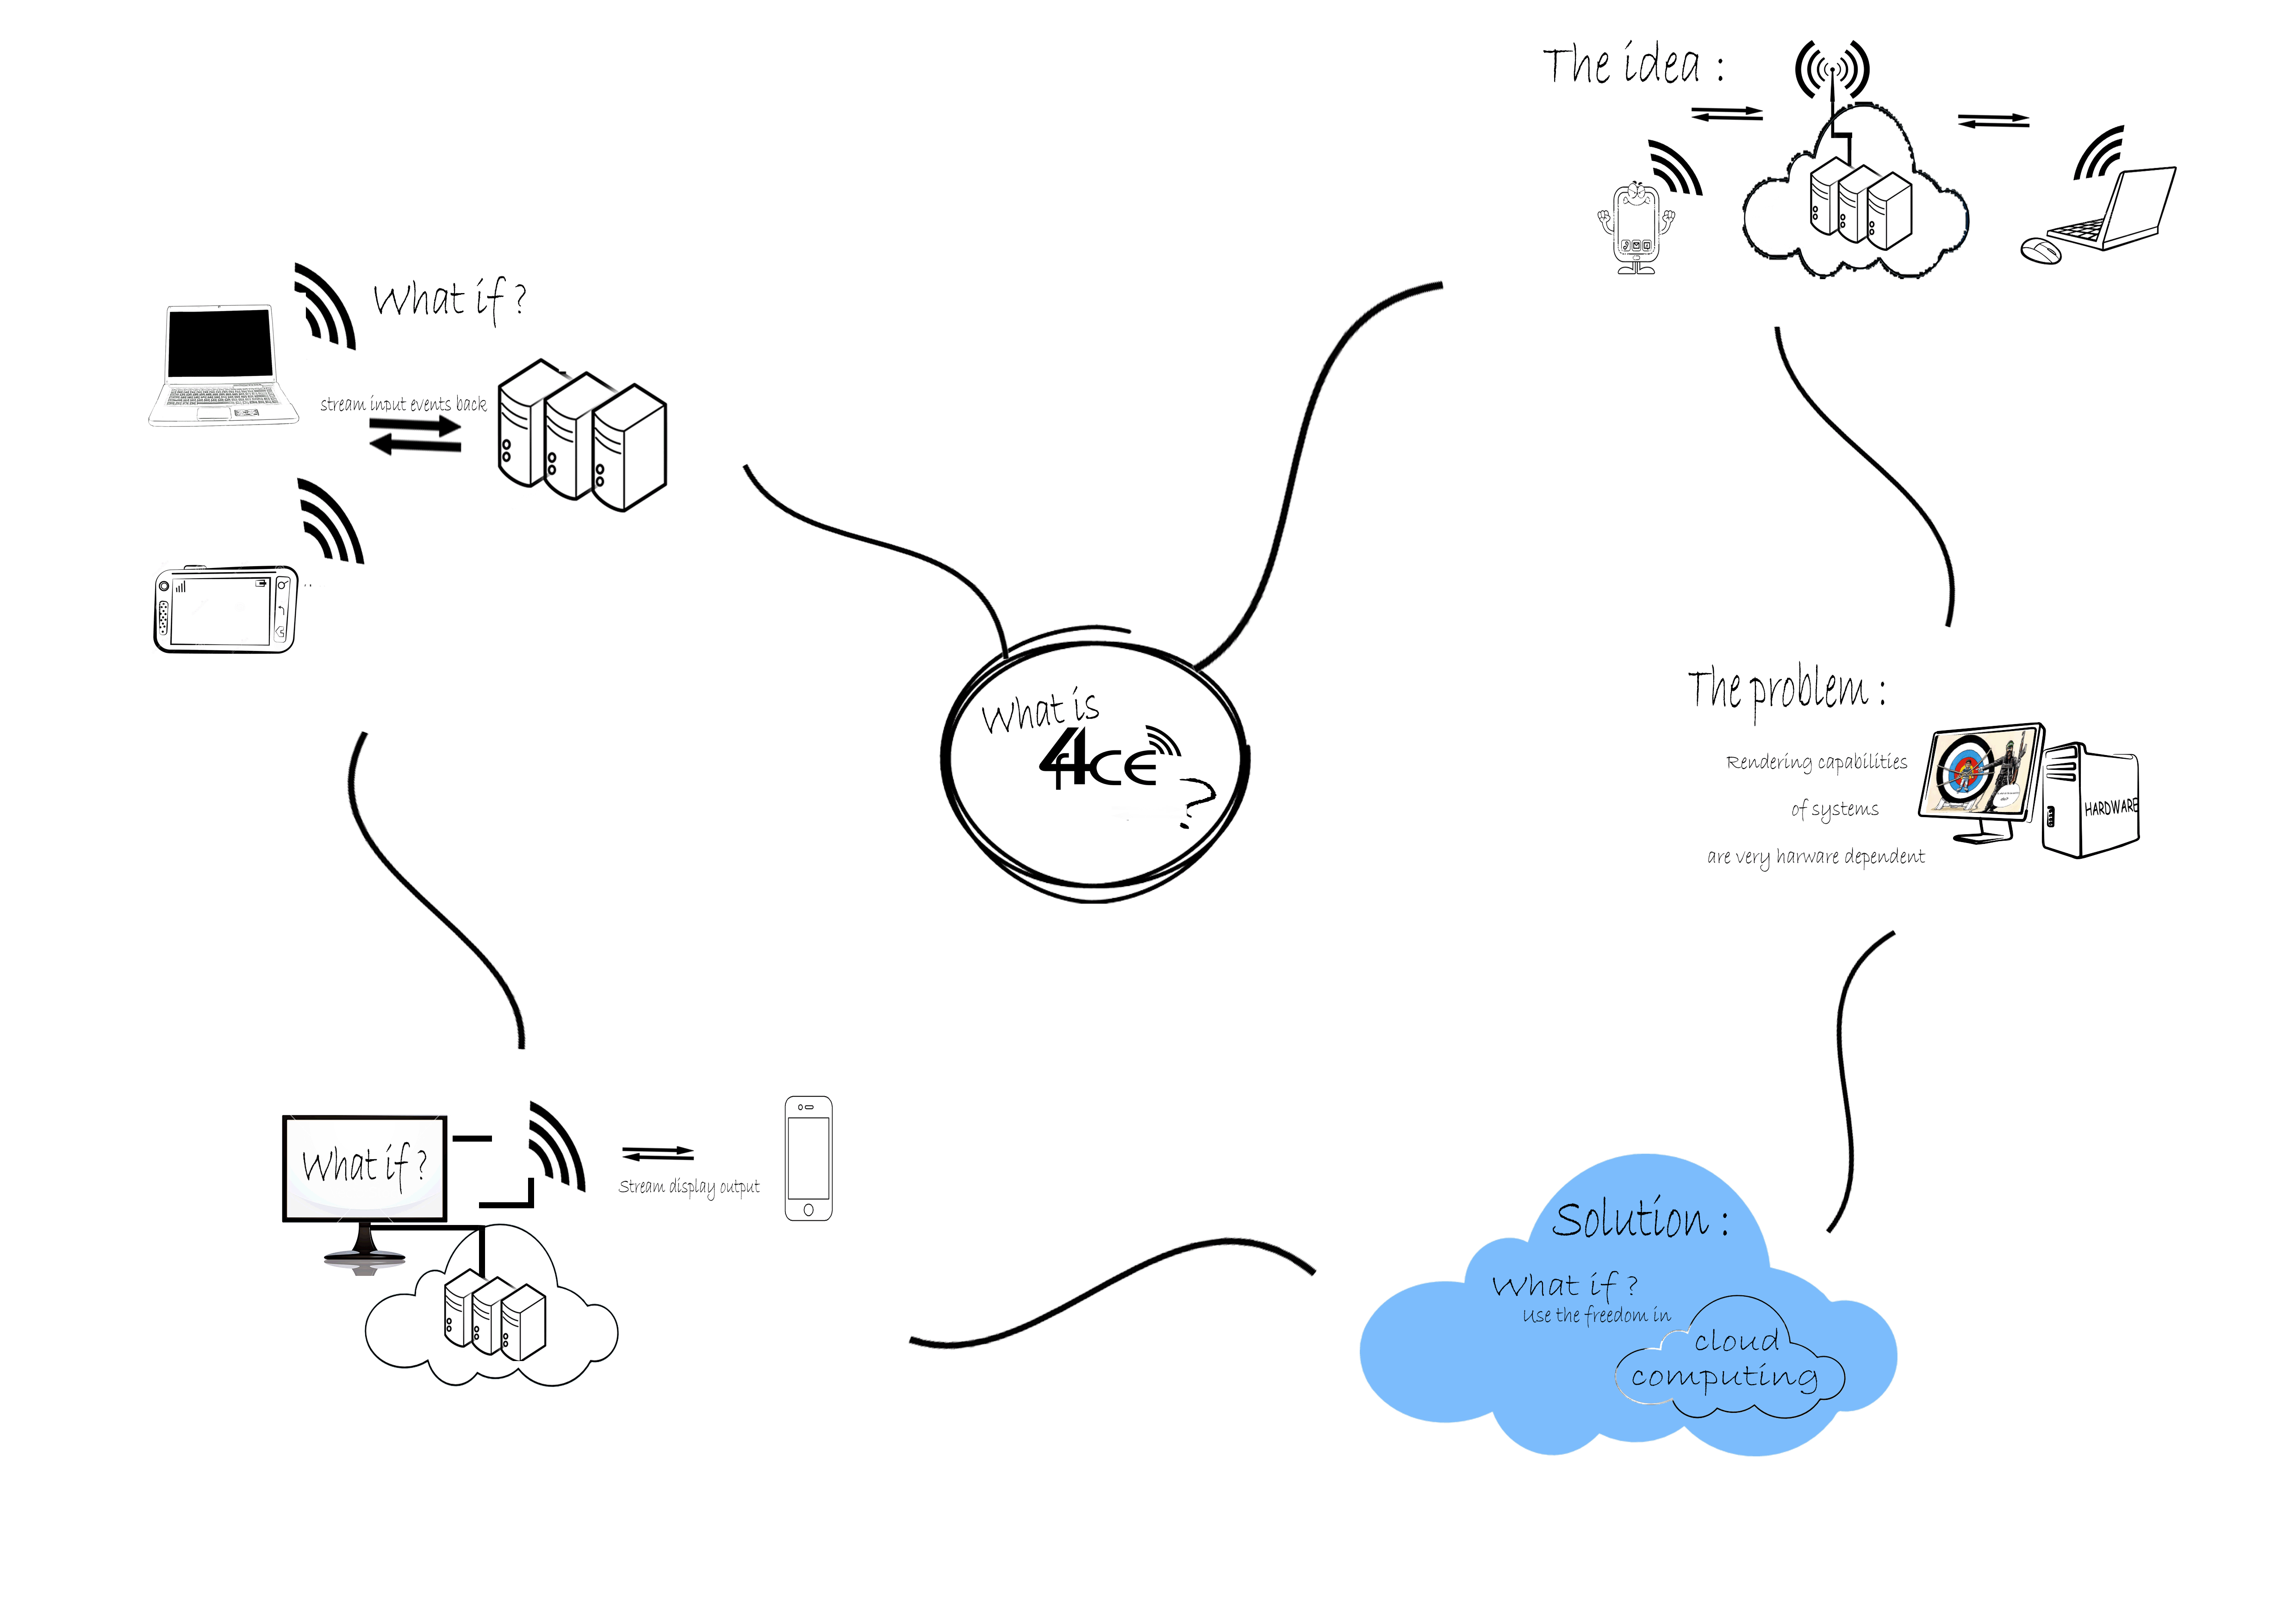 The idea :
What if ?
stream input events back
What is
4fACE
?
The problem :
Rendering capabilities
of systems
are very harware dependent
HARDWARE
What if ?
Stream display output
Solution :
What if ?
Use the freedom in
cloud
computing